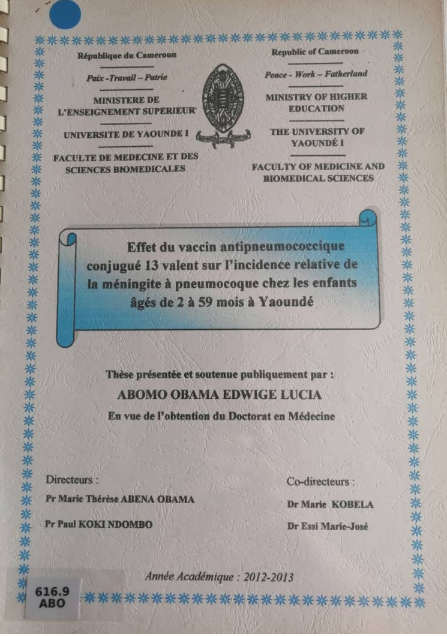 République du Cameroun
Paix -Travail – Patrie
MINISTERE DE
L'ENSEIGNEMENT SUPERIEUR
UNIVERSITE DE YAOUNDE I
FACULTE DE MEDECINE ET DES
SCIENCES BIOMEDICALES
Republic of Cameroon
Peace - Work – Fatherland
MINISTRY OF HIGHER
EDUCATION
THE UNIVERSITY OF
YAOUNDÉ I
FACULTY OF MEDICINE AND
BIOMEDICAL SCIENCES
Effet du vaccin antipneumococcique
conjugué 13 valent sur l'incidence relative de
la méningite à pneumocoque chez les enfants
âgés de 2 à 59 mois à Yaoundé
Thèse présentée et soutenue publiquement par :
ABOMO OBAMA EDWIGE LUCIA
En vue de l'obtention du Doctorat en Médecine
Directeurs :
Pr Marie Thérèse ABENA OBAMA
Pr Paul KOKI NDOMBO
Co-directeurs :
Dr Marie KOBELA
Dr Essi Marie-José
Année Académique : 2012-2013
616.9
ABO